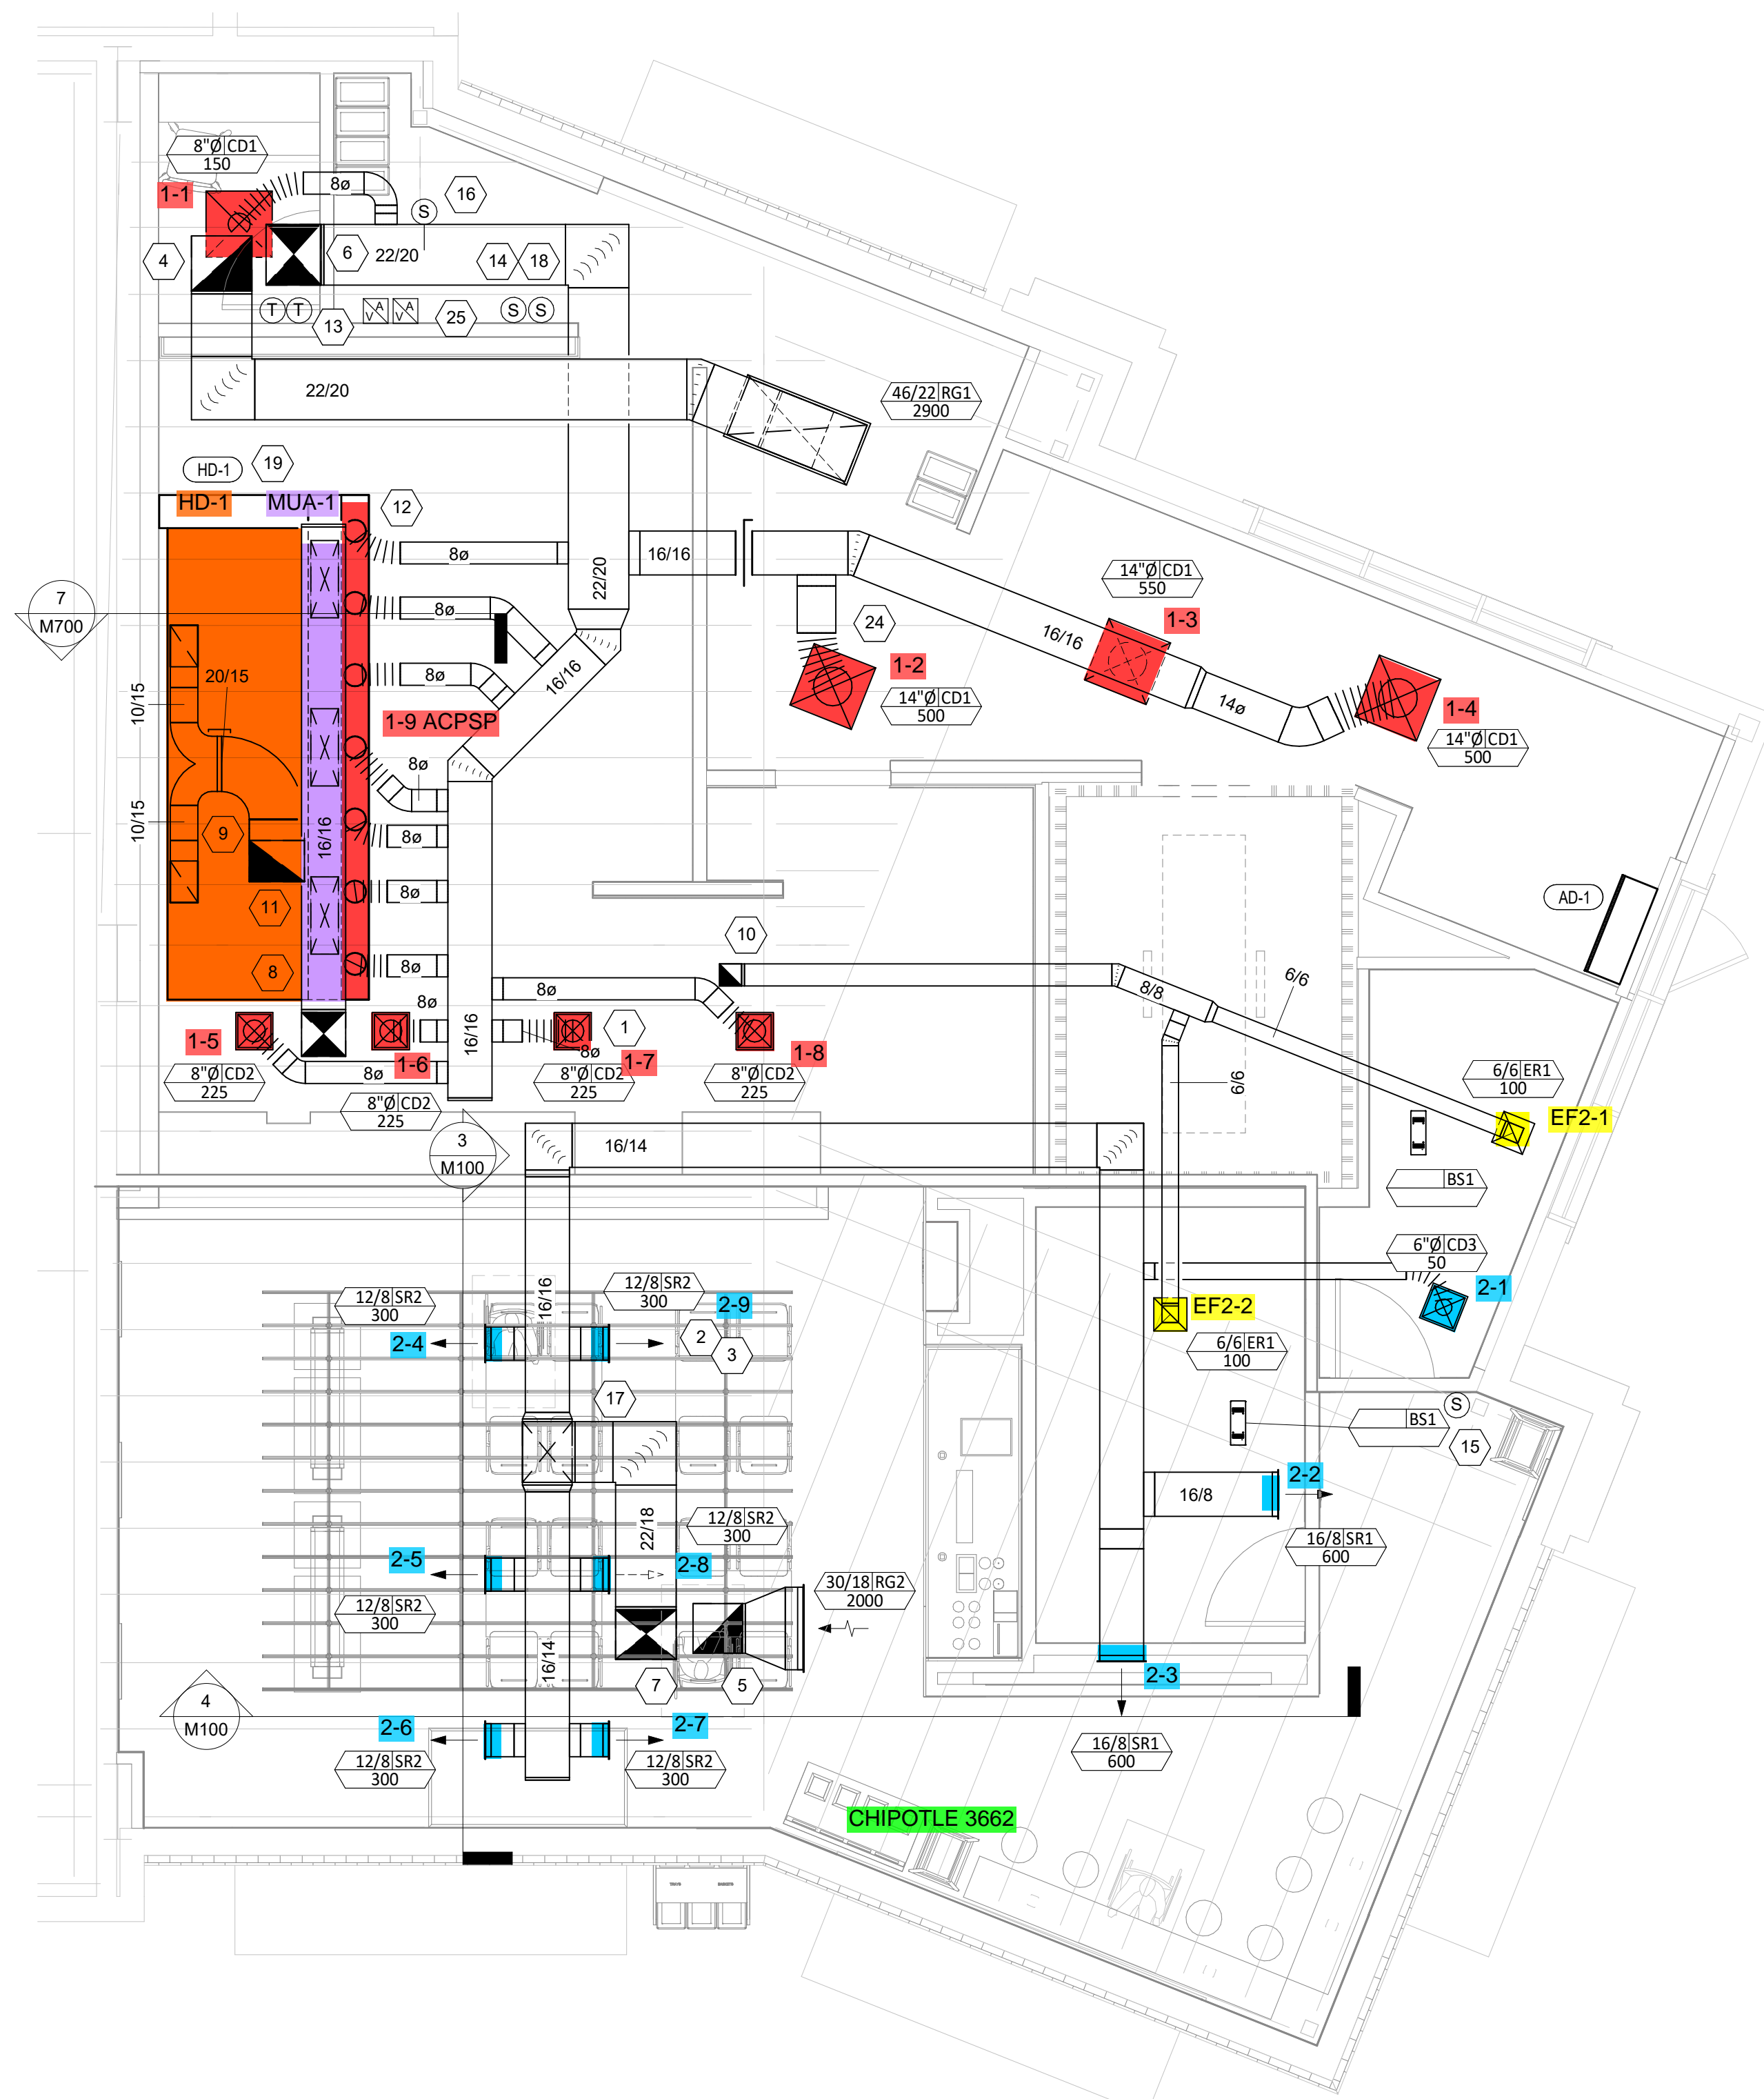 8"Ø CD1
150
1-1
8ø
16
S
4
6
22/20
14
18
T
T
13
A
V
A
V
25
S
S
22/20
46/22 RG1
2900
HD-1
19
HD-1
MUA-1
12
8ø
16/16
22/20
14"Ø CD1
550
7
M700
8ø
24
1-3
16/16
8ø
20/15
10/15
16/16
1-2
14"Ø CD1
500
1-4
14"Ø CD1
500
1-9 ACPSP
8ø
10/15
9
16/16
8ø
8ø
11
AD-1
10
8
8ø
8ø
8ø
8/8
6/6
1-5
1
16/16
8ø
1-6
1-7
1-8
8"Ø CD2
225
8ø
8"Ø CD2
225
8"Ø CD2
225
8"Ø CD2
225
6/6
6/6 ER1
100
EF2-1
3
M100
16/14
BS1
6"Ø CD3
50
2-1
12/8 SR2
300
16/16
12/8 SR2
300
2-9
2-4
2
3
EF2-2
6/6 ER1
100
17
BS1
S
15
2-2
16/8
22/18
12/8 SR2
300
16/8 SR1
600
2-5
2-8
30/18 RG2
2000
12/8 SR2
300
16/14
7
5
2-3
4
M100
2-6
2-7
12/8 SR2
300
12/8 SR2
300
16/8 SR1
600
CHIPOTLE 3662